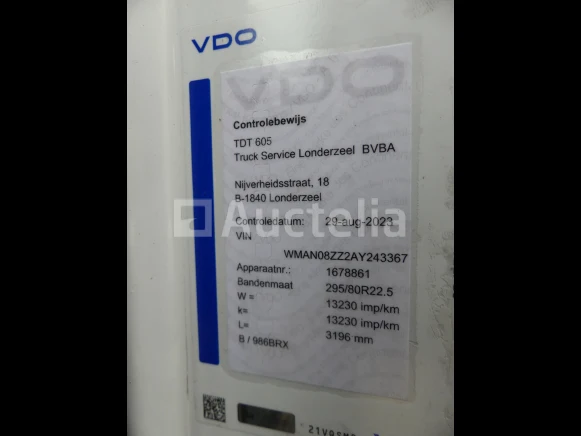 VDO
VDO
Controlebewijs
TDT 605
Truck Service Londerzeel BVBA
Nijverheidsstraat, 18
B-1840 Londerzeel
Auctelia
Controledatum: 29-aug-2023
VIN
WMAN08ZZ2AY243367
Apparaatnr.: 1678861
Bandenmaat 295/80R22.5
W = 13230 imp/km
k= 13230 imp/km
L= 3196 mm
B / 986BRX